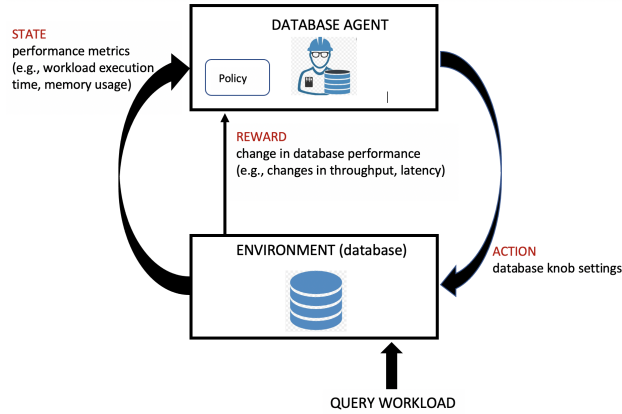 DATABASE AGENT
STATE
performance metrics
(e.g., workload execution
time, memory usage)
Policy
REWARD
change in database performance
(e.g., changes in throughput, latency)
ENVIRONMENT (database)
ACTION
database knob settings
QUERY WORKLOAD